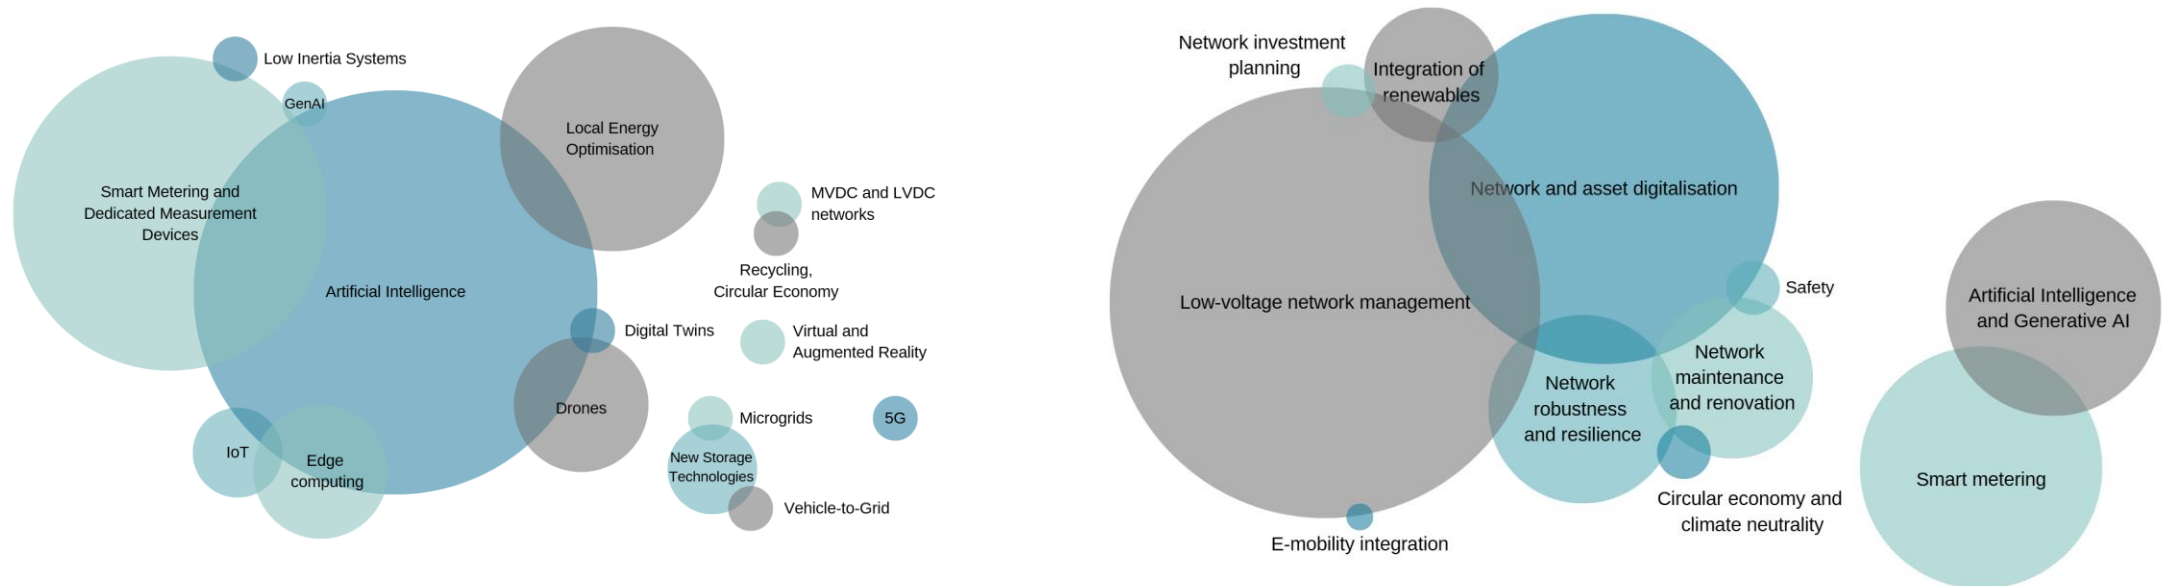 Low Inertia Systems
GenAI
Local Energy
Optimisation
Smart Metering and
Dedicated Measurement
Devices
MVDC and LVDC
networks
Recycling,
Circular Economy
Artificial Intelligence
Digital Twins
Virtual and
Augmented Reality
Drones
Microgrids
5G
IoT
Edge
computing
New Storage
Technologies
Vehicle-to-Grid
Network investment
planning
Integration of
renewables
Network and asset digitalisation
Low-voltage network management
Safety
Network
maintenance
and renovation
Network
robustness
and resilience
Circular economy and
climate neutrality
E-mobility integration
Artificial Intelligence
and Generative AI
Smart metering